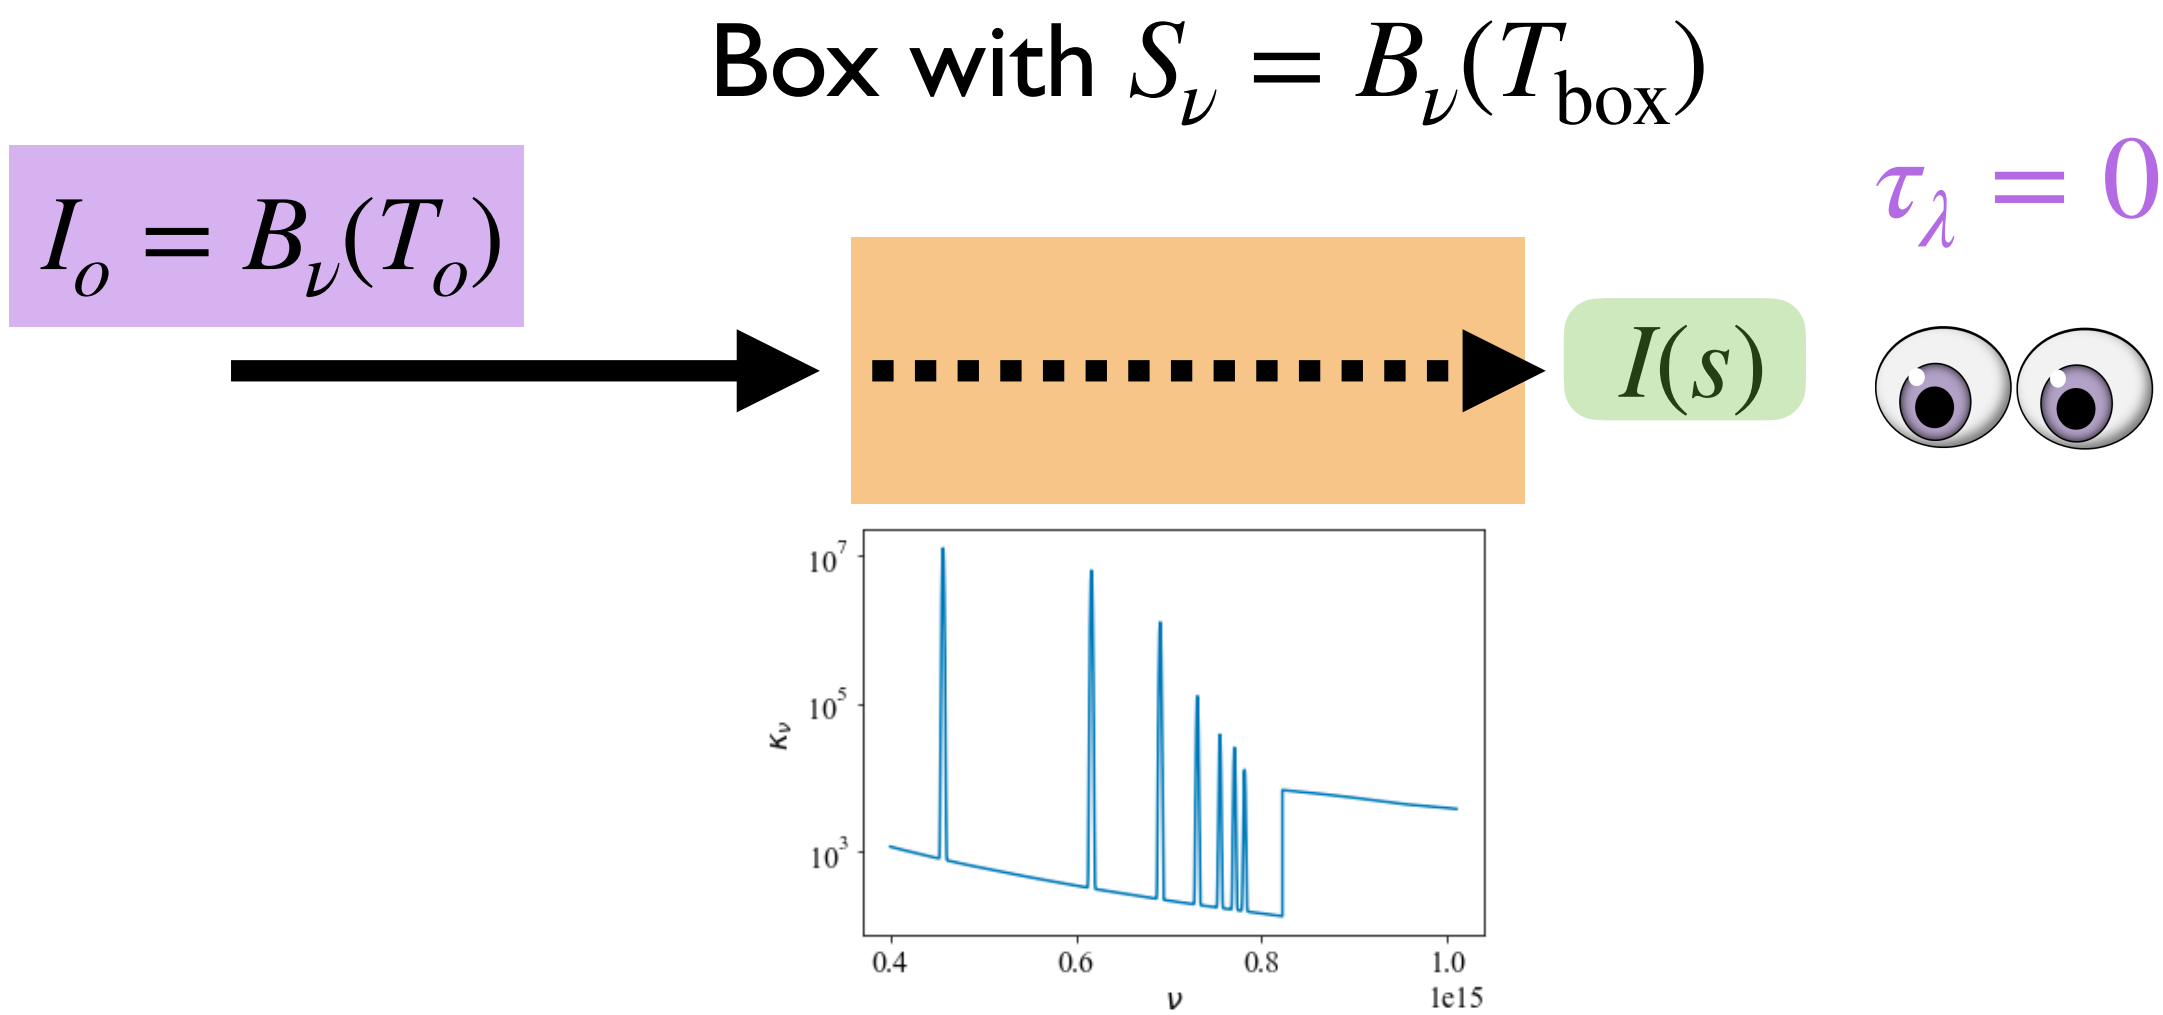 Box with S_ν = B_ν(T_box)
I_o = B_ν(T_o)
τ_λ = 0
I(s)
10^7
10^5
10^3
κ_ν
0.4 0.6 0.8 1.0
ν
1e15